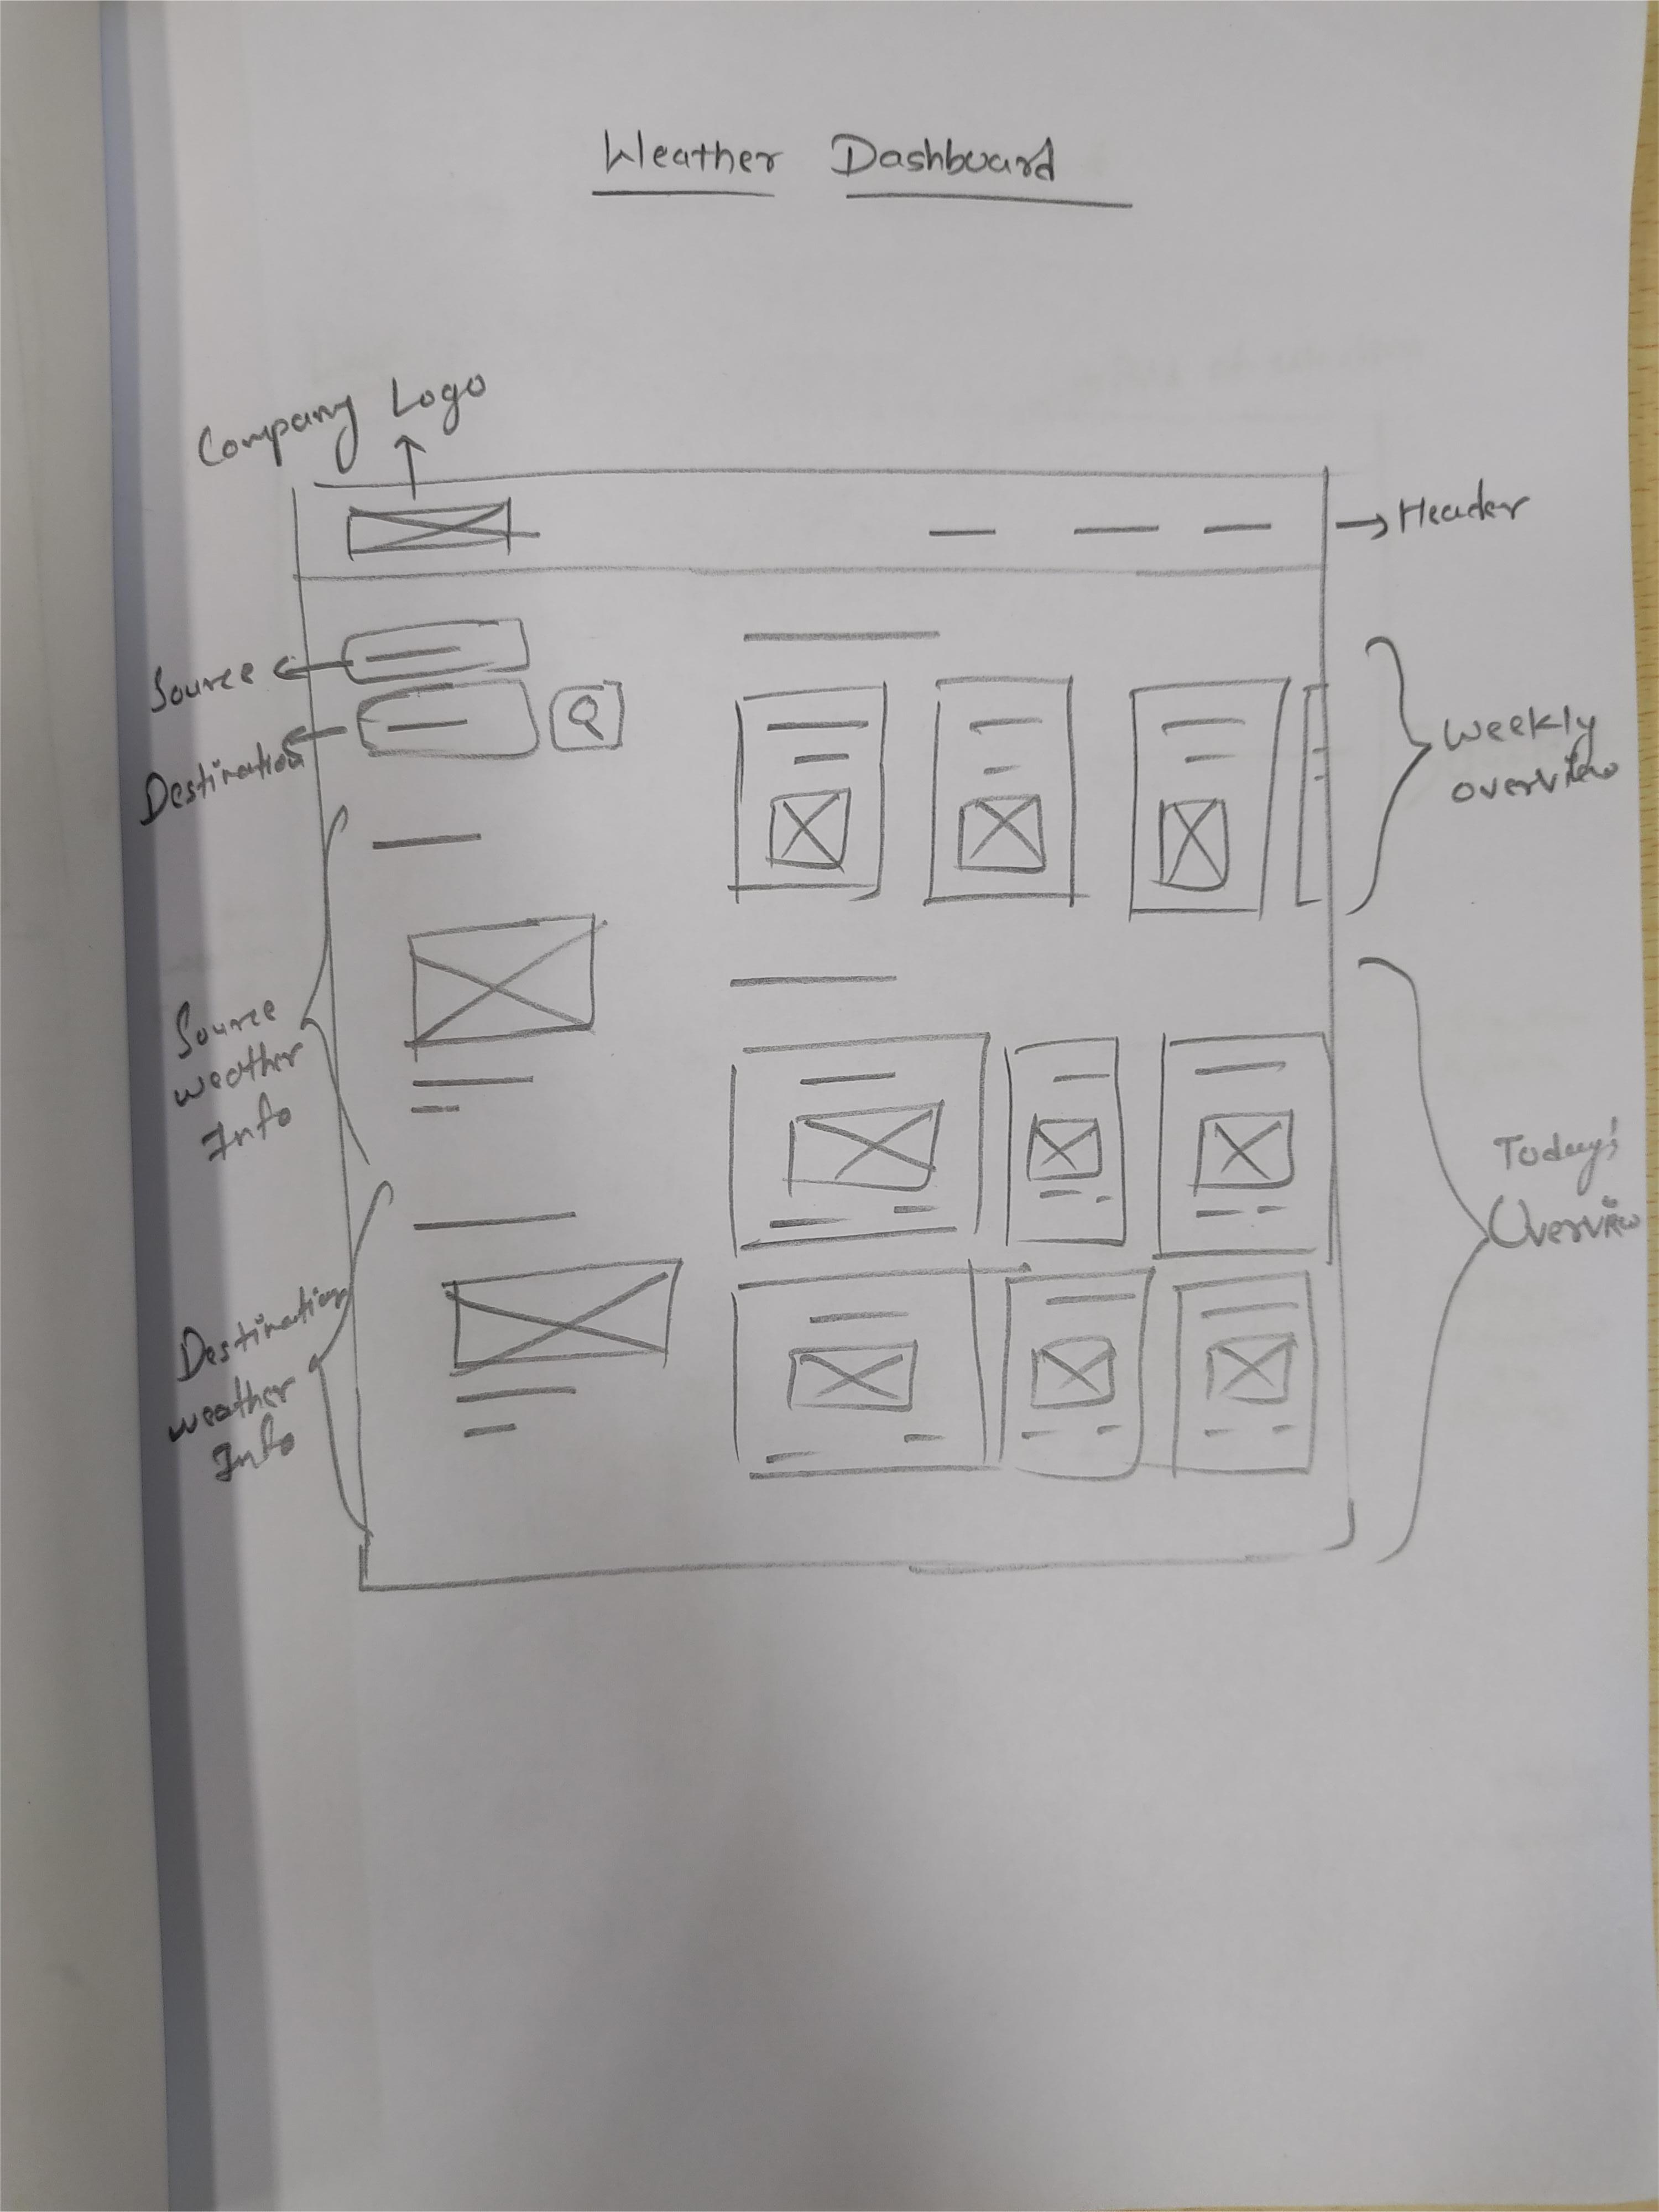 Weather Dashboard
Company Logo
Header
Source
Destination
Weekly
overview
Source
weather
Info
Today's
Overview
Destination
weather
Info